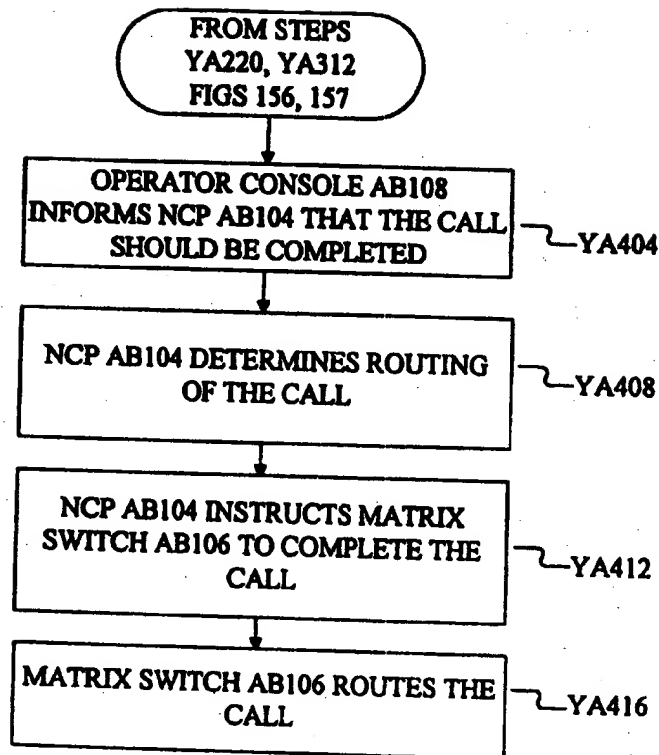 FROM STEPS
YA220, YA312
FIGS 156, 157
OPERATOR CONSOLE AB108
INFORMS NCP AB104 THAT THE CALL
SHOULD BE COMPLETED
YA404
NCP AB104 DETERMINES ROUTING
OF THE CALL
YA408
NCP AB104 INSTRUCTS MATRIX
SWITCH AB106 TO COMPLETE THE
CALL
YA412
MATRIX SWITCH AB106 ROUTES THE
CALL
YA416